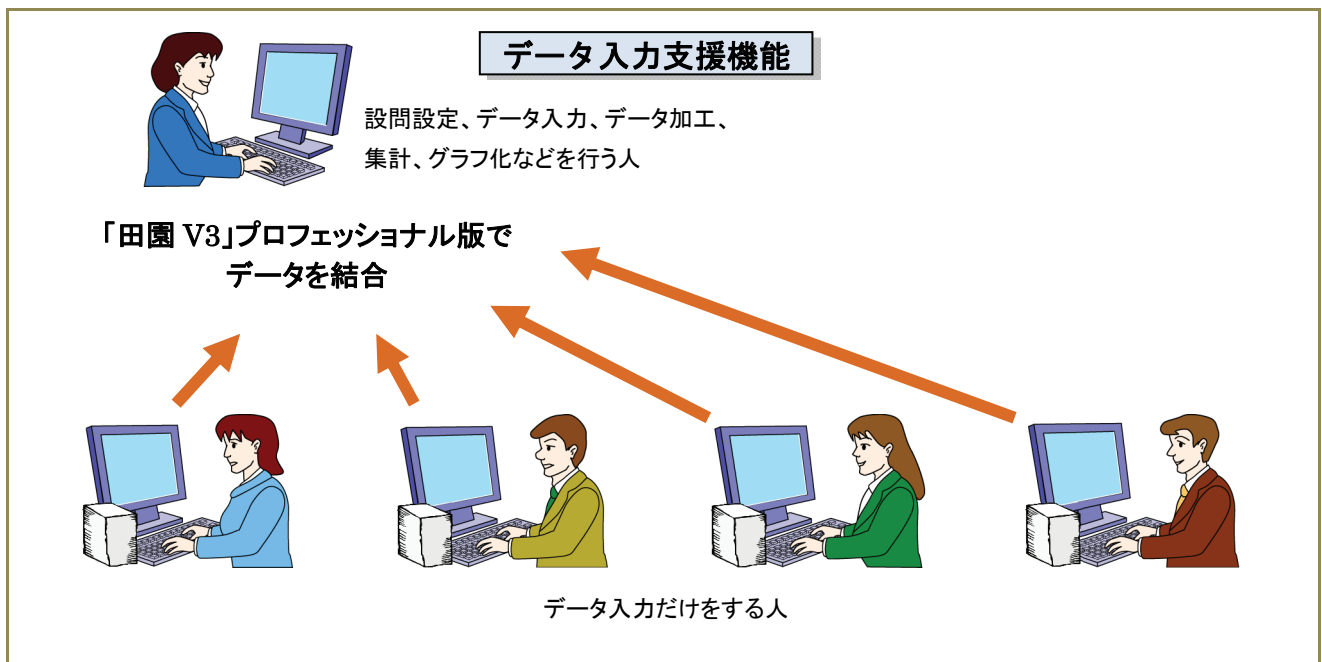 データ入力支援機能
設問設定、データ入力、データ加工、
集計、グラフ化などを行う人
「田園 V3」プロフェッショナル版で
データを結合
データ入力だけをする人